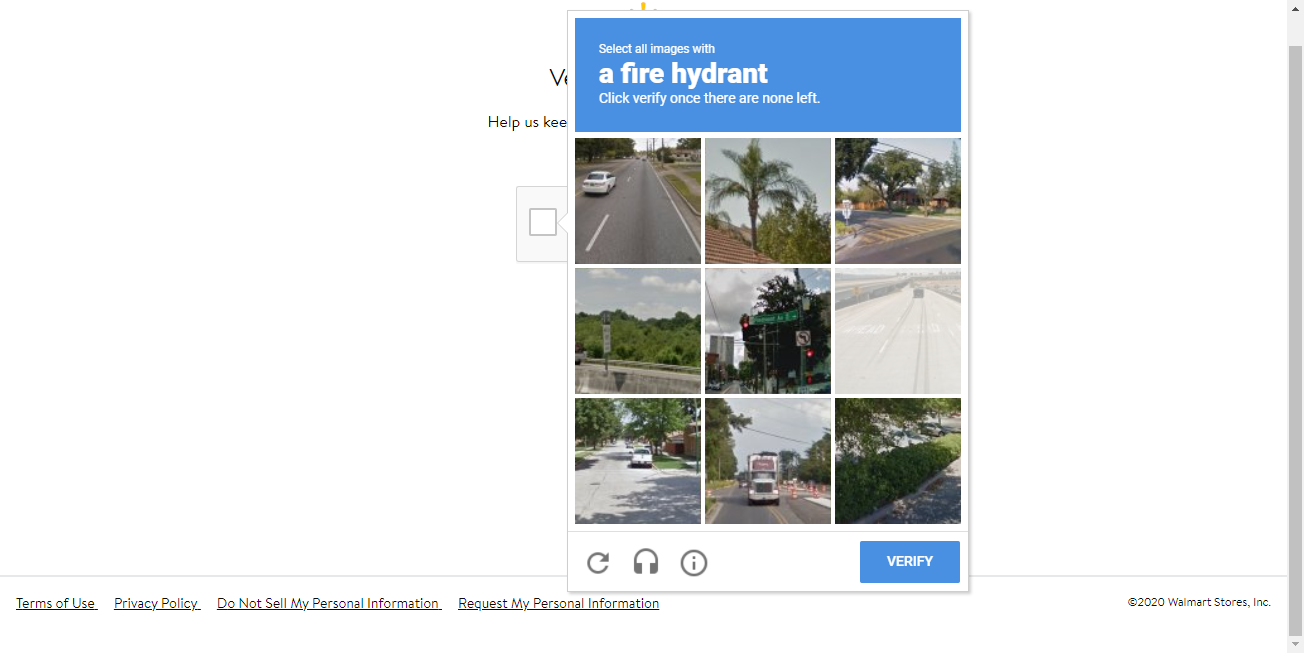 Select all images with
a fire hydrant
Click verify once there are none left.
Help us kee
VERIFY
Terms of Use
Privacy Policy
Do Not Sell My Personal Information
Request My Personal Information
©2020 Walmart Stores, Inc.